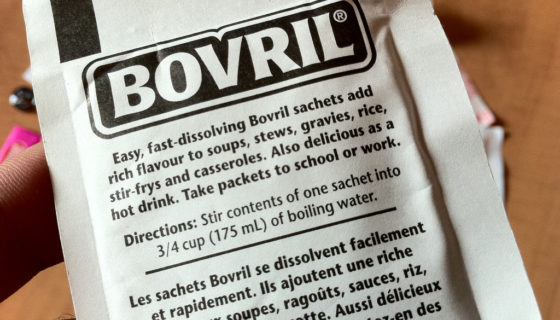 BOVRIL®
Easy, fast-dissolving Bovril sachets add
rich flavour to soups, stews, gravies, rice,
stir-frys and casseroles. Also delicious as a
hot drink. Take packets to school or work.
Directions: Stir contents of one sachet into
3/4 cup (175 mL) of boiling water.
Les sachets Bovril se dissolvent facilement
et rapidement. Ils ajoutent une riche
soupes, ragoûts, sauces, riz,
Aussi délicieux
en des